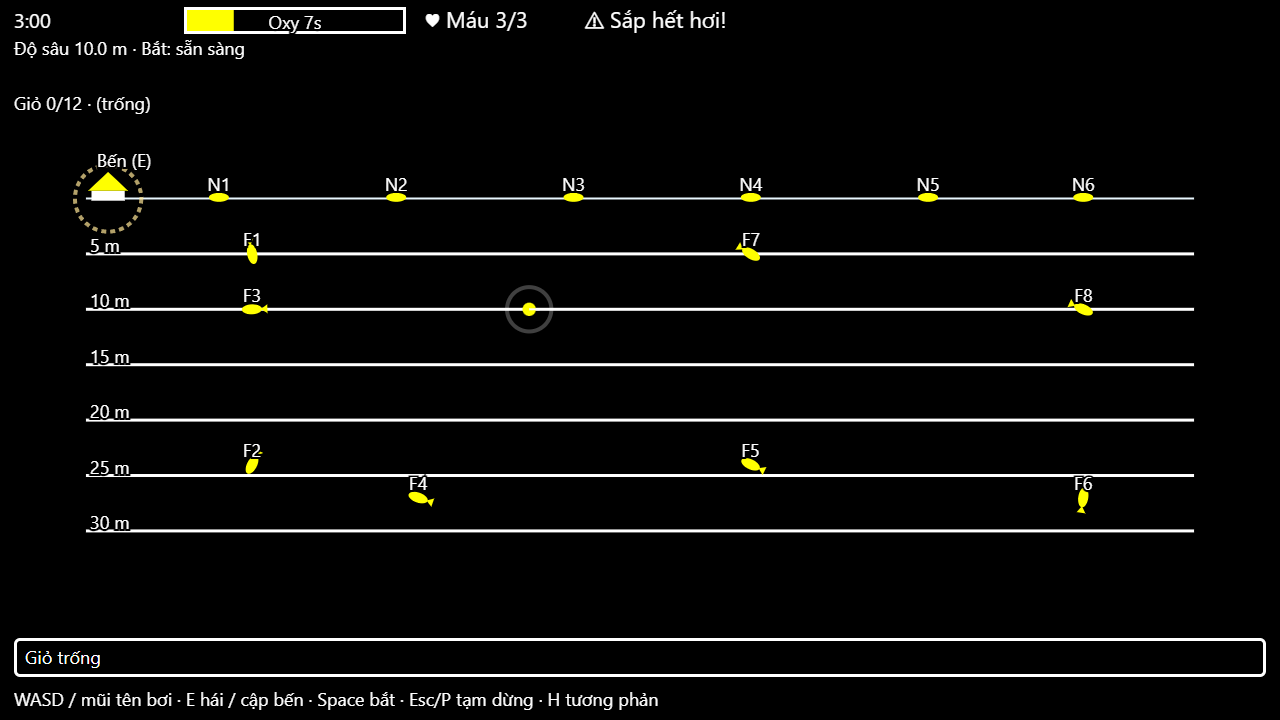 3:00
Oxy 7s
♥ Máu 3/3
⚠ Sắp hết hơi!
Độ sâu 10.0 m · Bắt: sẵn sàng
Giỏ 0/12 · (trống)
Bến (E)
N1
N2
N3
N4
N5
N6
F1
F7
5 m
F3
F8
10 m
15 m
20 m
F2
F5
25 m
F4
F6
30 m
Giỏ trống
WASD / mũi tên bơi · E hái / cập bến · Space bắt · Esc/P tạm dừng · H tương phản